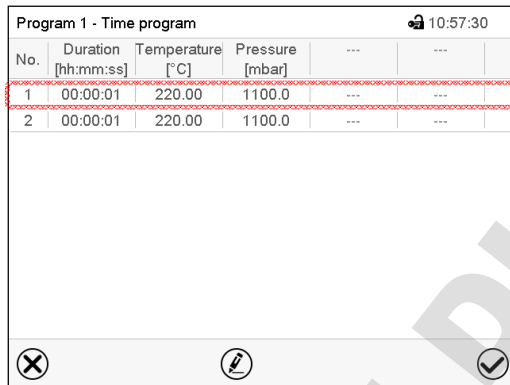 Program 1 - Time program 10:57:30
No. Duration [hh:mm:ss] Temperature [°C] Pressure [mbar] --- ---
1 00:00:01 220.00 1100.0 --- ---
2 00:00:01 220.00 1100.0 --- ---